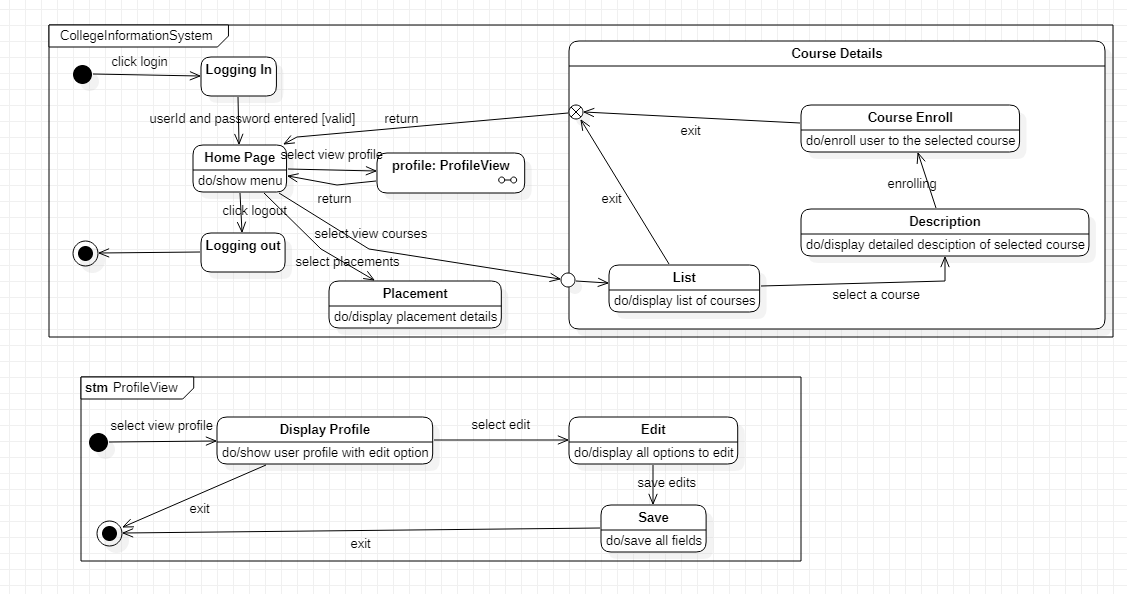 CollegeInformationSystem
Course Details
click login
Logging In
userId and password entered [valid]
return
exit
Course Enroll
do/enroll user to the selected course
Home Page
do/show menu
select view profile
profile: ProfileView
return
enrolling
click logout
exit
Description
do/display detailed desciption of selected course
select view courses
Logging out
select placements
List
do/display list of courses
select a course
Placement
do/display placement details
stm ProfileView
select view profile
Display Profile
do/show user profile with edit option
select edit
Edit
do/display all options to edit
save edits
exit
Save
do/save all fields
exit